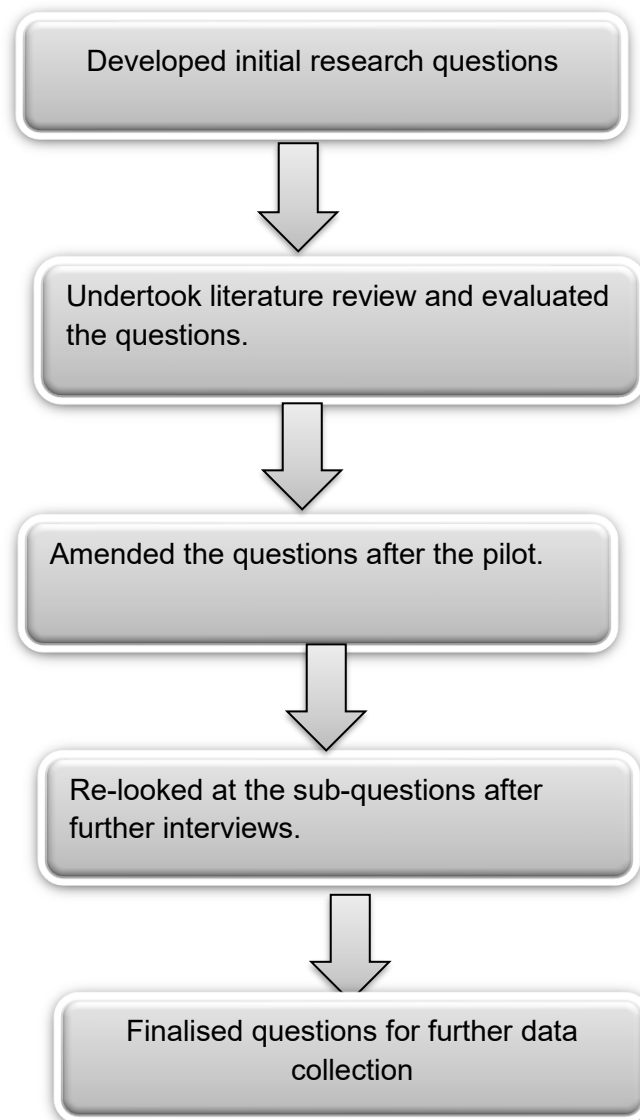 Developed initial research questions
Undertook literature review and evaluated
the questions.
Amended the questions after the pilot.
Re-looked at the sub-questions after
further interviews.
Finalised questions for further data
collection